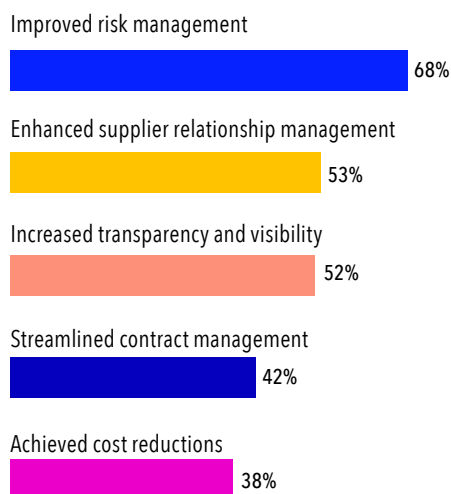 Improved risk management
68%
Enhanced supplier relationship management
53%
Increased transparency and visibility
52%
Streamlined contract management
42%
Achieved cost reductions
38%